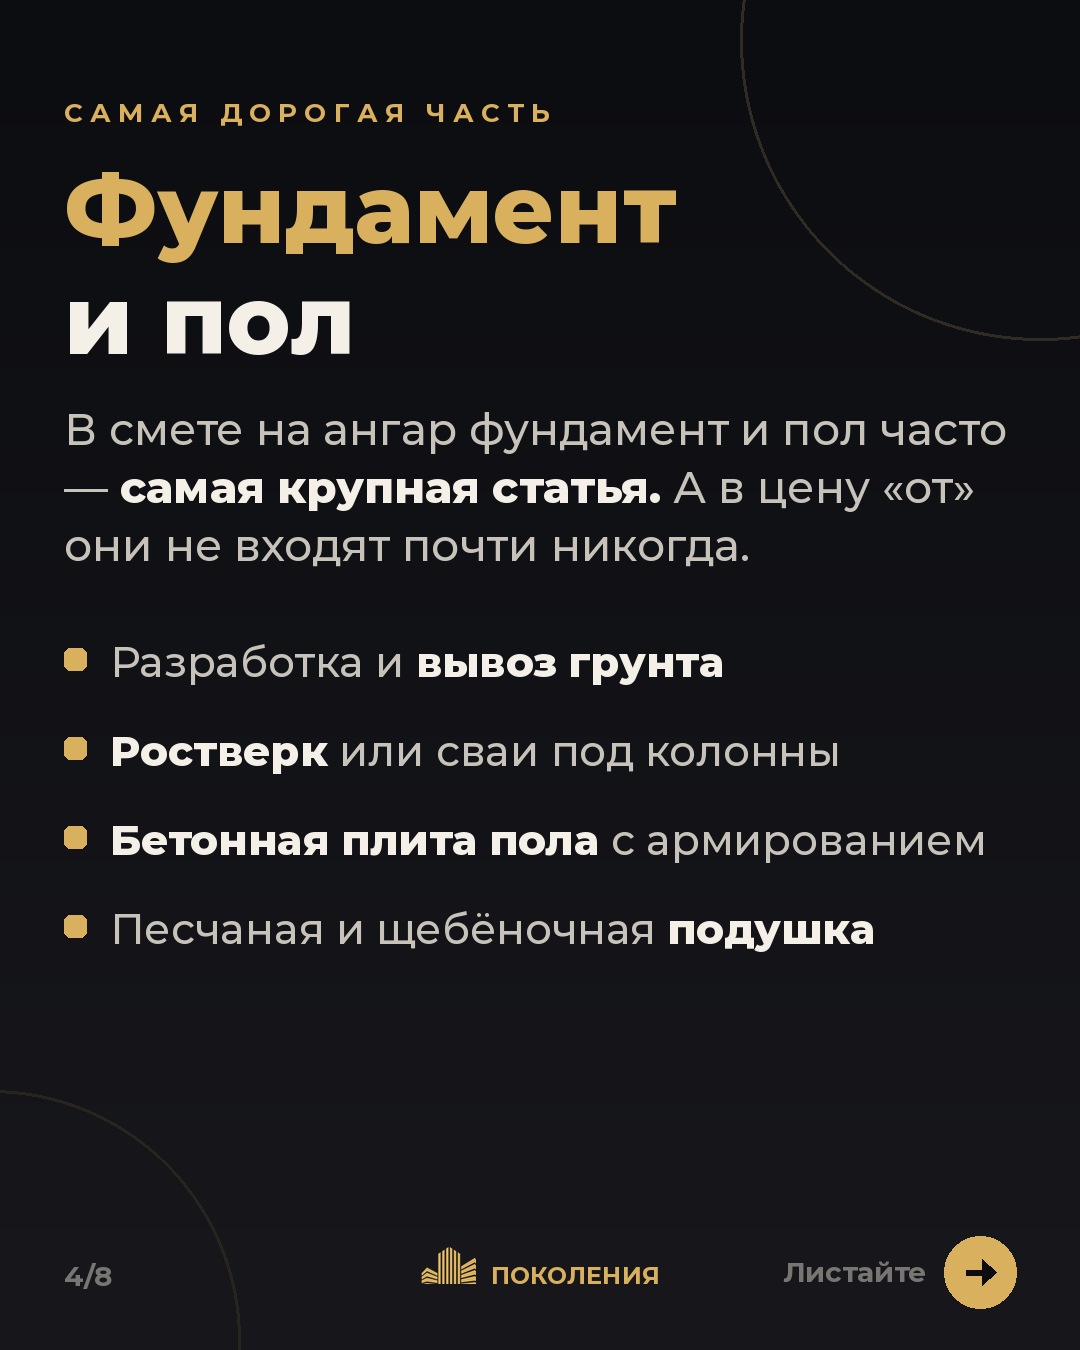 САМАЯ ДОРОГАЯ ЧАСТЬ
Фундамент
и пол
В смете на ангар фундамент и пол часто
— самая крупная статья. А в цену «от»
они не входят почти никогда.
Разработка и вывоз грунта
Ростверк или сваи под колонны
Бетонная плита пола с армированием
Песчаная и щебёночная подушка
4/8
ПОКОЛЕНИЯ
Листайте